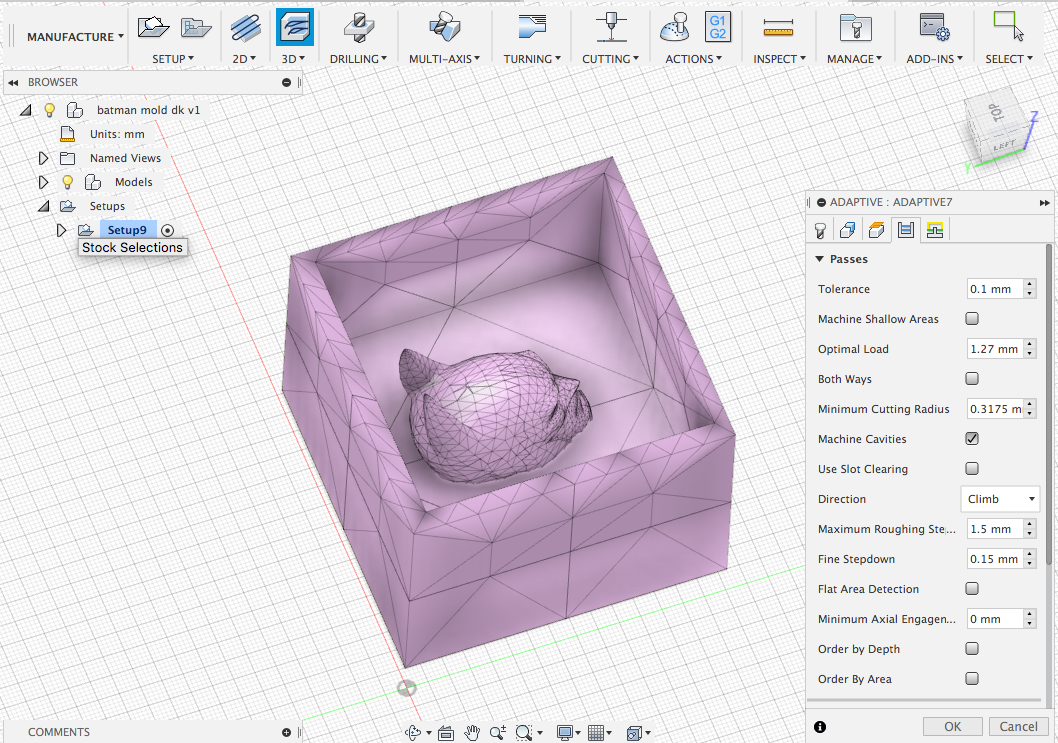 G1
G2
MANUFACTURE
SETUP
2D
3D
DRILLING
MULTI-AXIS
TURNING
CUTTING
ACTIONS
INSPECT
MANAGE
ADD-INS
SELECT
BROWSER
batman mold dk v1
Units: mm
Named Views
Models
Setups
Setup9
Stock Selections
TOP
LEFT
Z
Y
ADAPTIVE : ADAPTIVE7
Passes
Tolerance 0.1 mm
Machine Shallow Areas
Optimal Load 1.27 mm
Both Ways
Minimum Cutting Radius 0.3175 m
Machine Cavities
Use Slot Clearing
Direction Climb
Maximum Roughing Ste... 1.5 mm
Fine Stepdown 0.15 mm
Flat Area Detection
Minimum Axial Engagen... 0 mm
Order by Depth
Order By Area
OK Cancel
COMMENTS